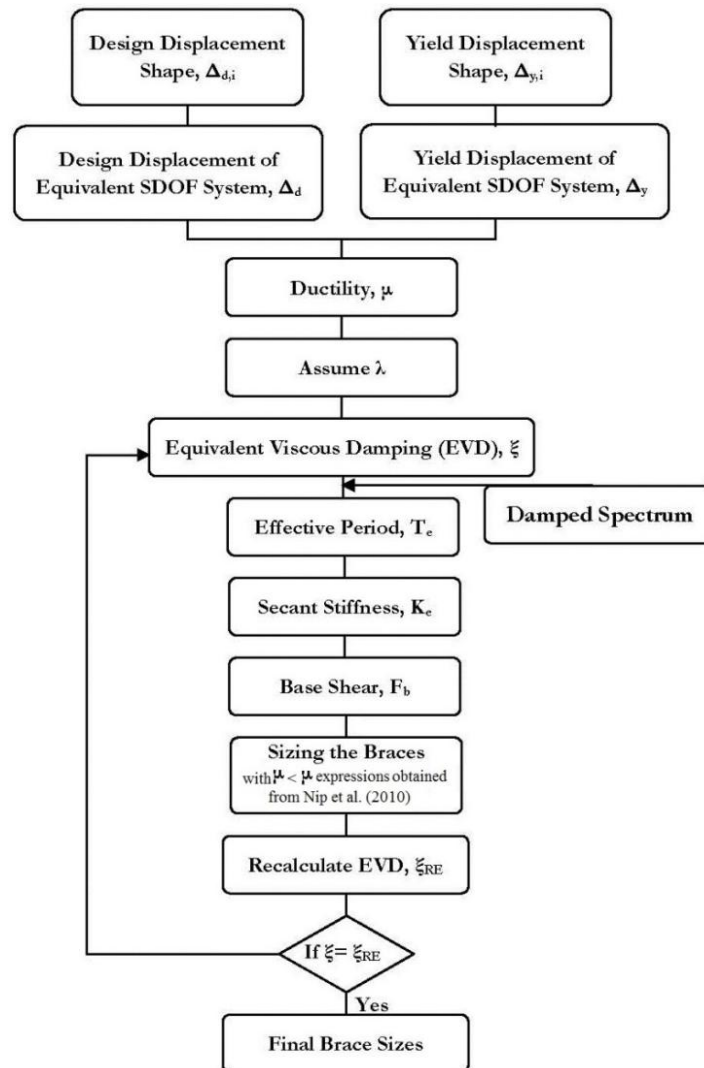 Design Displacement
Shape, Δd,i
Yield Displacement
Shape, Δy,i
Design Displacement of
Equivalent SDOF System, Δd
Yield Displacement of
Equivalent SDOF System, Δy
Ductility, μ
Assume λ
Equivalent Viscous Damping (EVD), ξ
Damped Spectrum
Effective Period, Te
Secant Stiffness, Ke
Base Shear, Fb
Sizing the Braces
with μ < μ expressions obtained
from Nip et al. (2010)
Recalculate EVD, ξRE
If ξ= ξRE
Yes
Final Brace Sizes